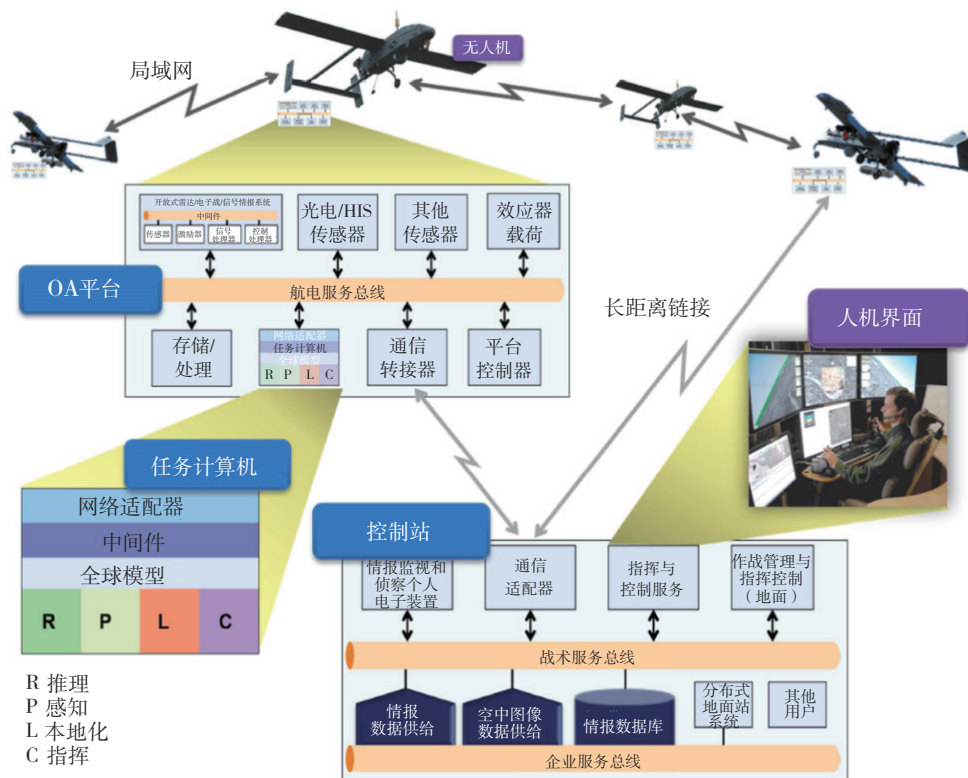 无人机
局域网
开放式雷达/电子战/信号情报系统
中间件
传感器
激励器
信号
处理器
控制
处理器
光电/HIS
传感器
其他
传感器
效应器
载荷
OA平台
航电服务总线
存储/
处理
网络适配器
任务计算机
全球模型
R P L C
通信
转接器
平台
控制器
长距离链接
人机界面
任务计算机
网络适配器
中间件
全球模型
R P L C
R 推理
P 感知
L 本地化
C 指挥
控制站
情报监视和
侦察个人
电子装置
通信
适配器
指挥与
控制服务
作战管理与
指挥控制
（地面）
战术服务总线
情报
数据供给
空中图像
数据供给
情报数据库
分布式
地面站
系统
其他
用户
企业服务总线